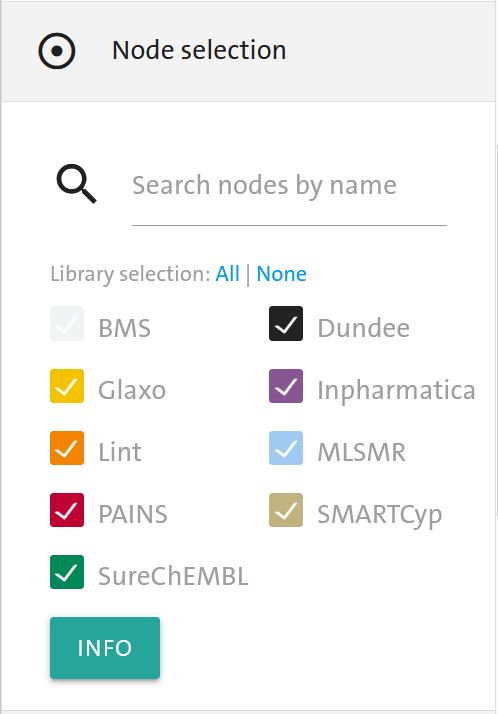 Node selection
Search nodes by name
Library selection: All | None
BMS Dundee
Glaxo Inpharmatica
Lint MLSMR
PAINS SMARTCyp
SureChEMBL
INFO